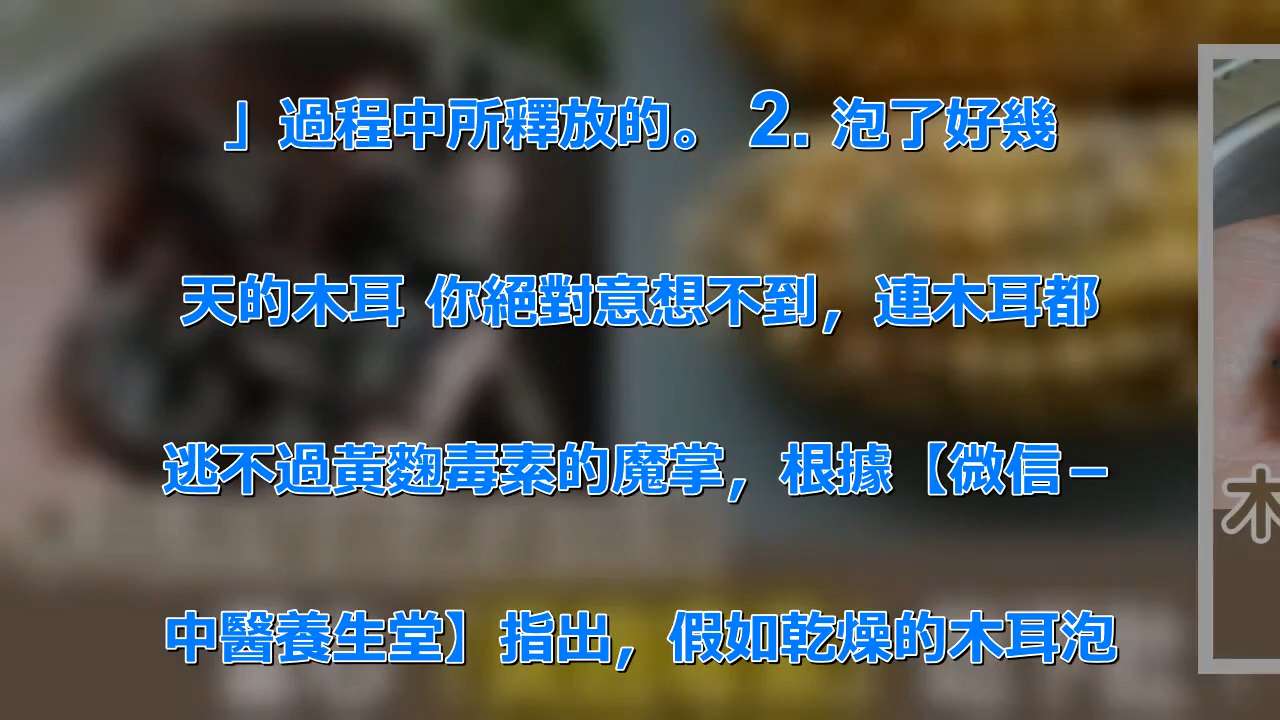 」過程中所釋放的。 2. 泡了好幾
天的木耳 你絕對意想不到，連木耳都
逃不過黃麴毒素的魔掌，根據【微信－
中醫養生堂】指出，假如乾燥的木耳泡
木